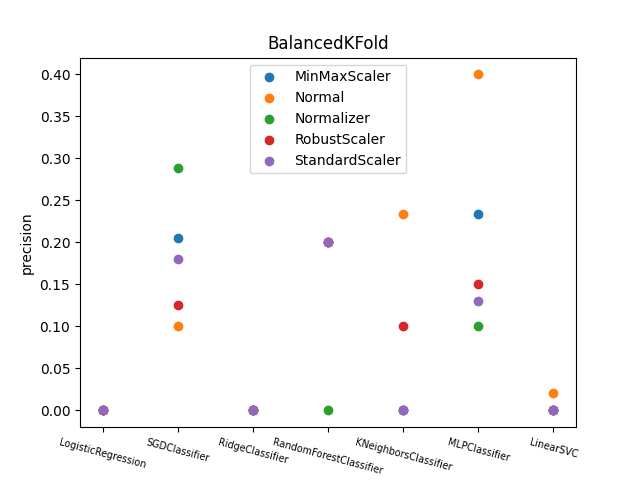 BalancedKFold
MinMaxScaler
Normal
Normalizer
RobustScaler
StandardScaler
precision
0.40
0.35
0.30
0.25
0.20
0.15
0.10
0.05
0.00
LogisticRegression
SGDClassifier
RidgeClassifier
RandomForestClassifier
KNeighborsClassifier
MLPClassifier
LinearSVC